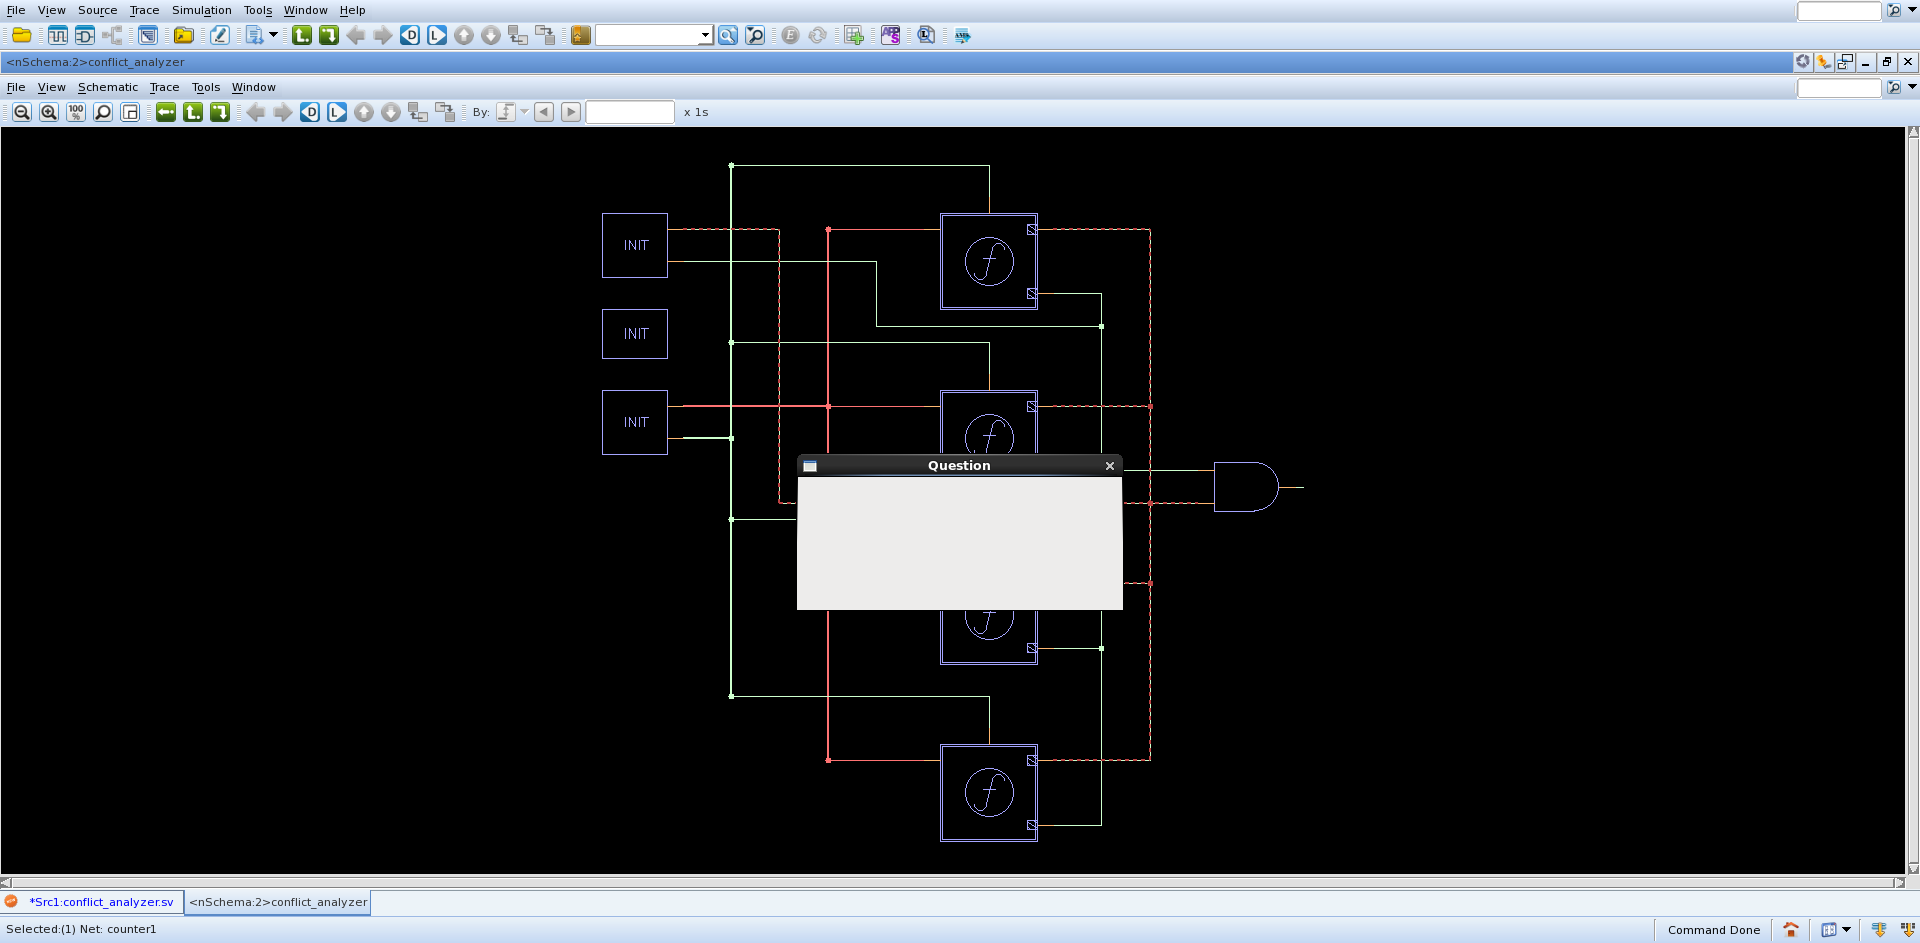 File View Source Trace Simulation Tools Window Help
<nSchema:2>conflict_analyzer
File View Schematic Trace Tools Window
100 % By: x 1s
INIT
INIT
INIT
Question
*Src1:conflict_analyzer.sv <nSchema:2>conflict_analyzer
Selected:(1) Net: counter1 Command Done